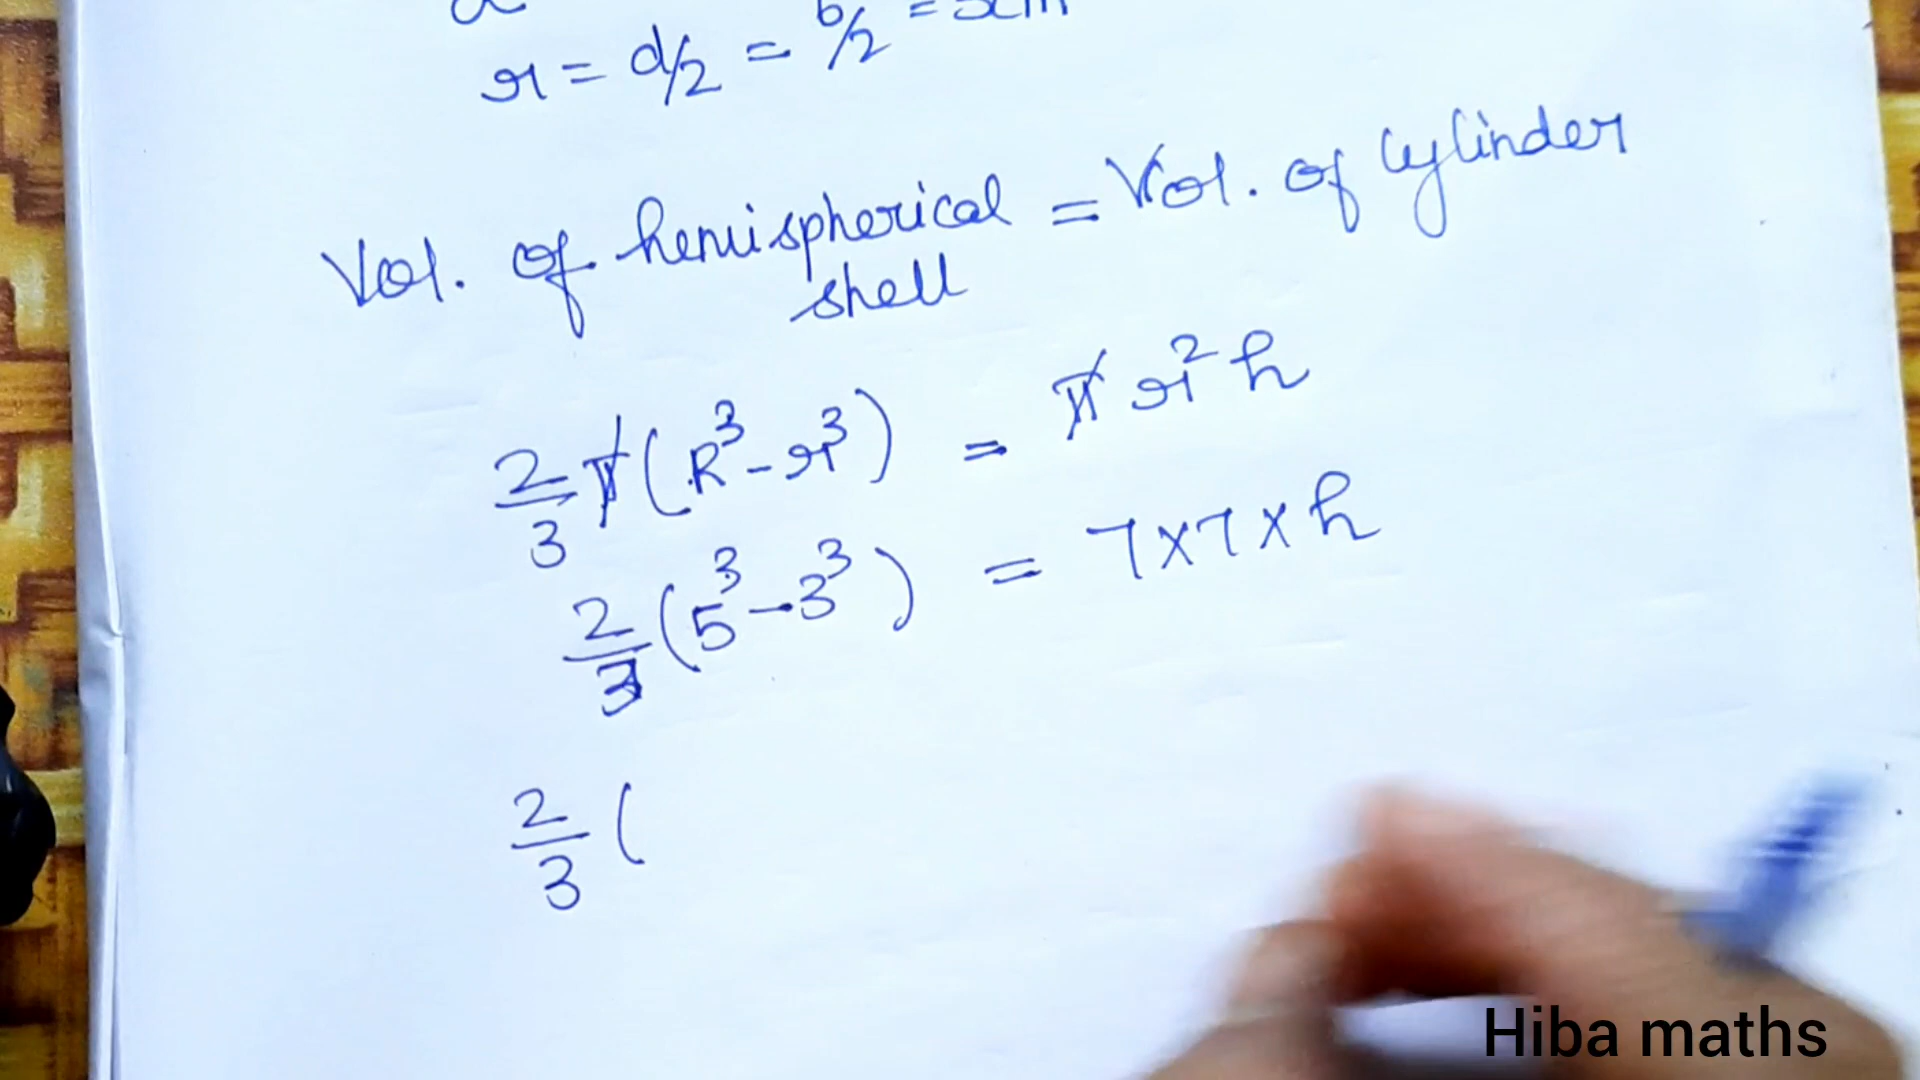 r = d/2 = 6/2 = 3cm
Vol. of hemispherical = Vol. of Cylinder
shell
2/3 π (R³ - r³) = π r² h
2/3 (5³ - 3³) = 7 × 7 × h
2/3 (
Hiba maths